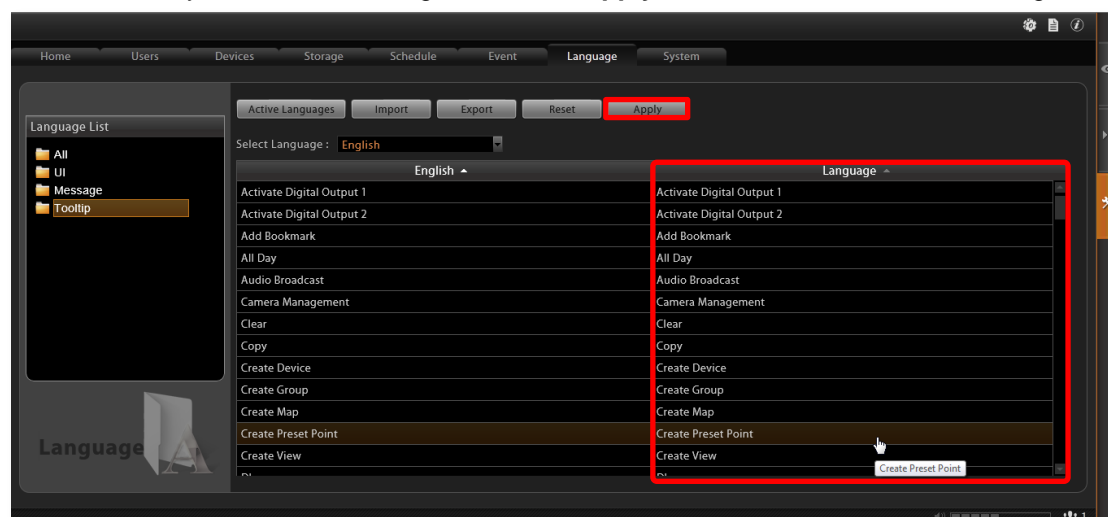 Home Users Devices Storage Schedule Event Language System
Active Languages Import Export Reset Apply
Language List
All
UI
Message
Tooltip
Select Language : English
English Language
Activate Digital Output 1 Activate Digital Output 1
Activate Digital Output 2 Activate Digital Output 2
Add Bookmark Add Bookmark
All Day All Day
Audio Broadcast Audio Broadcast
Camera Management Camera Management
Clear Clear
Copy Copy
Create Device Create Device
Create Group Create Group
Create Map Create Map
Create Preset Point Create Preset Point
Create View Create View
Create Preset Point
Language
1